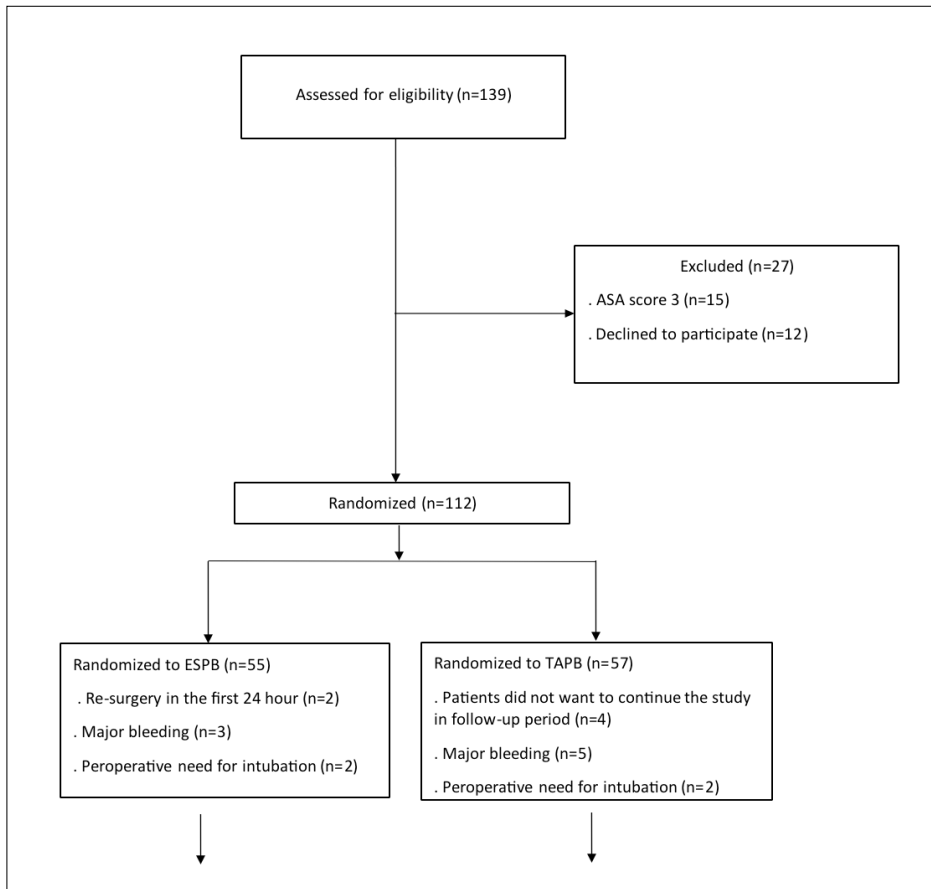 Assessed for eligibility (n=139)
Excluded (n=27)
. ASA score 3 (n=15)
. Declined to participate (n=12)
Randomized (n=112)
Randomized to ESPB (n=55)
. Re-surgery in the first 24 hour (n=2)
. Major bleeding (n=3)
. Peroperative need for intubation (n=2)
Randomized to TAPB (n=57)
. Patients did not want to continue the study
in follow-up period (n=4)
. Major bleeding (n=5)
. Peroperative need for intubation (n=2)